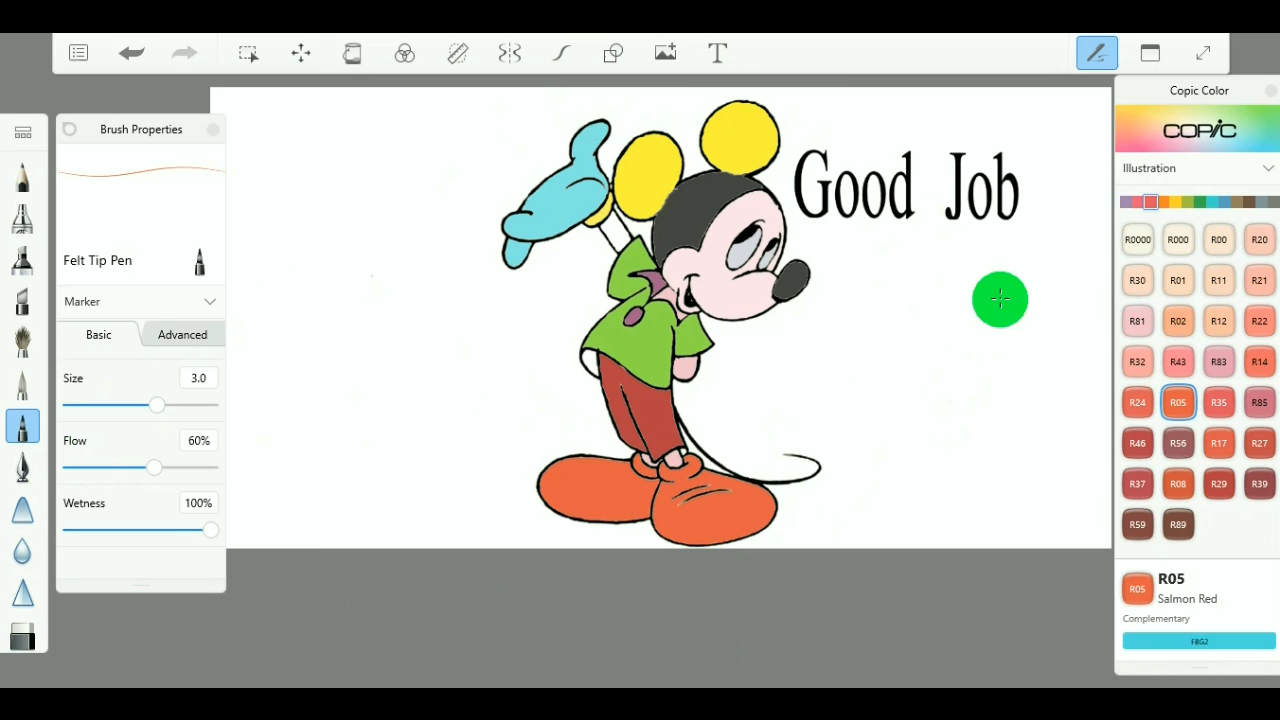 T
Brush Properties
Felt Tip Pen
Marker
Basic Advanced
Size 3.0
Flow 60%
Wetness 100%
Good Job
Copic Color
COPIC
Illustration
R0000 R000 R00 R20
R30 R01 R11 R21
R81 R02 R12 R22
R32 R43 R83 R14
R24 R05 R35 R85
R46 R56 R17 R27
R37 R08 R29 R39
R59 R89
R05 R05
Salmon Red
Complementary
FBG2